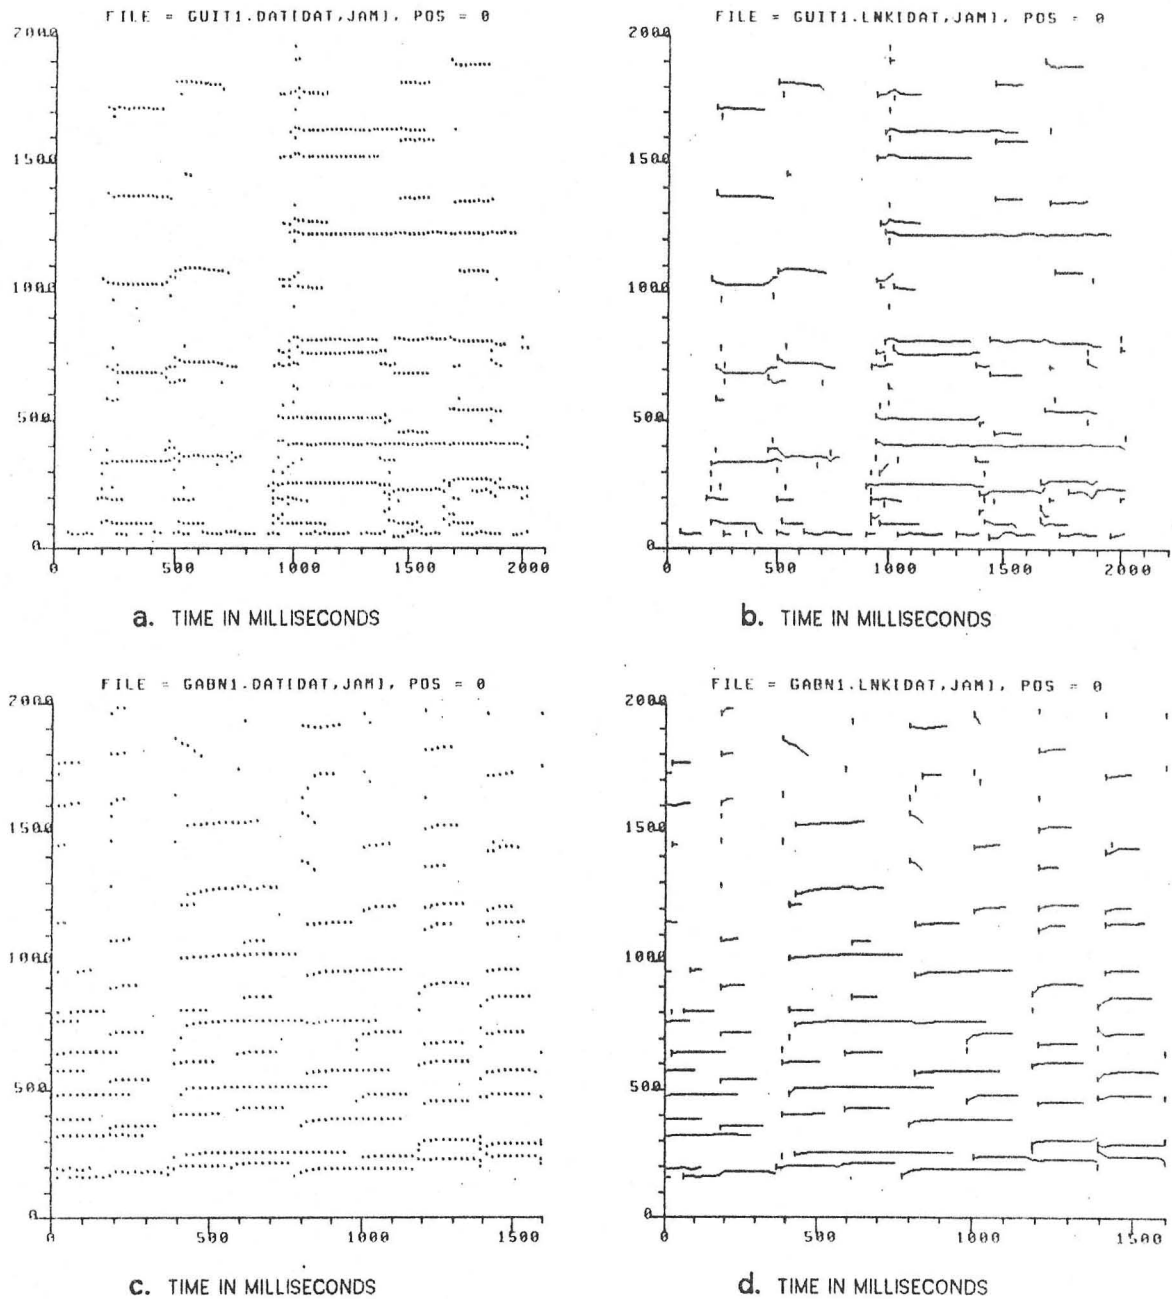 FILE = GUIT1.DAT[DAT,JAM], POS = 0
2000
1500
1000
500
0
0 500 1000 1500 2000
a. TIME IN MILLISECONDS
FILE = GUIT1.LNK[DAT,JAM], POS = 0
2000
1500
1000
500
0
0 500 1000 1500 2000
b. TIME IN MILLISECONDS
FILE = GABN1.DAT[DAT,JAM], POS = 0
2000
1500
1000
500
0
0 500 1000 1500
c. TIME IN MILLISECONDS
FILE = GABN1.LNK[DAT,JAM], POS = 0
2000
1500
1000
500
0
0 500 1000 1500
d. TIME IN MILLISECONDS